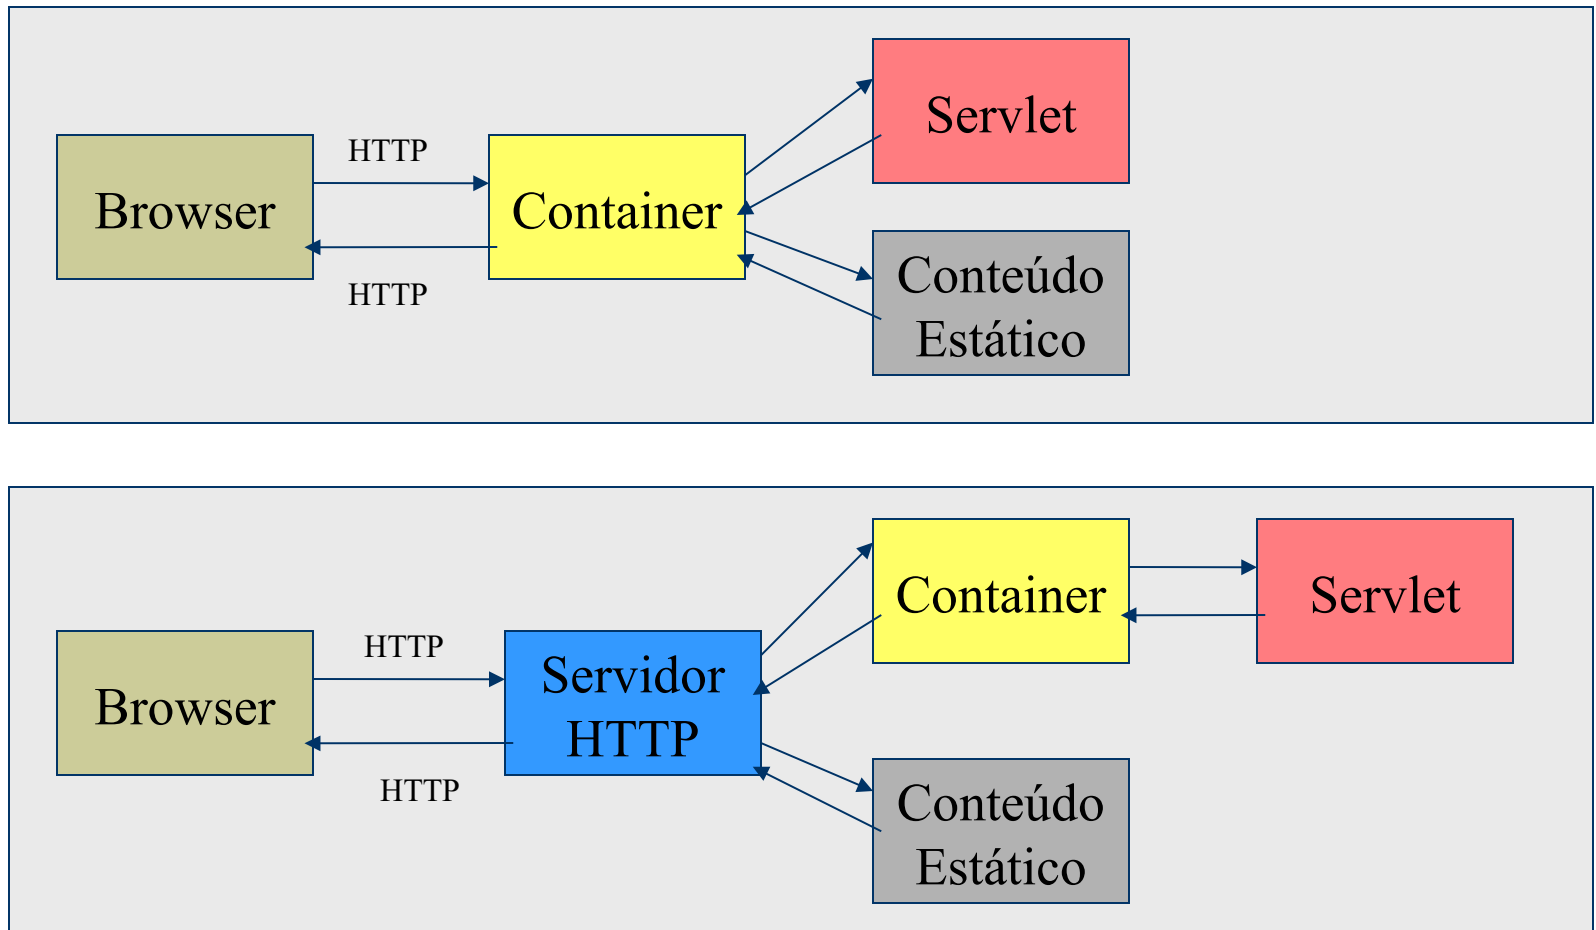 Servlet
HTTP
Browser
Container
HTTP
Conteúdo
Estático
Container
Servlet
HTTP
Browser
Servidor
HTTP
HTTP
Conteúdo
Estático